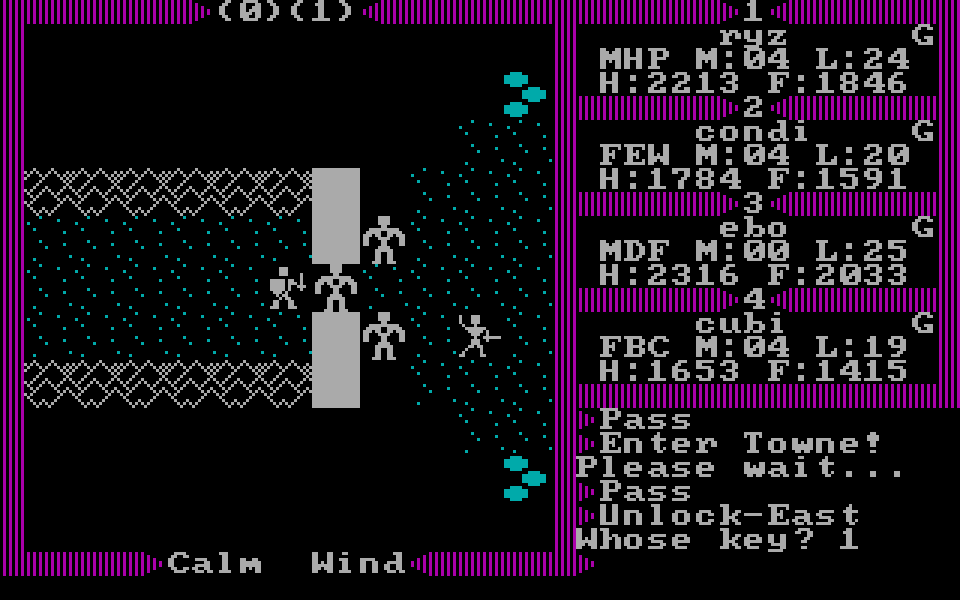 (0)(1)
1
ryz G
MHP M:04 L:24
H:2213 F:1846
2
condi G
FEW M:04 L:20
H:1784 F:1591
3
ebo G
MDF M:00 L:25
H:2316 F:2033
4
cubi G
FBC M:04 L:19
H:1653 F:1415
Pass
Enter Towne!
Please wait...
Pass
Unlock-East
Whose key? 1
Calm Wind